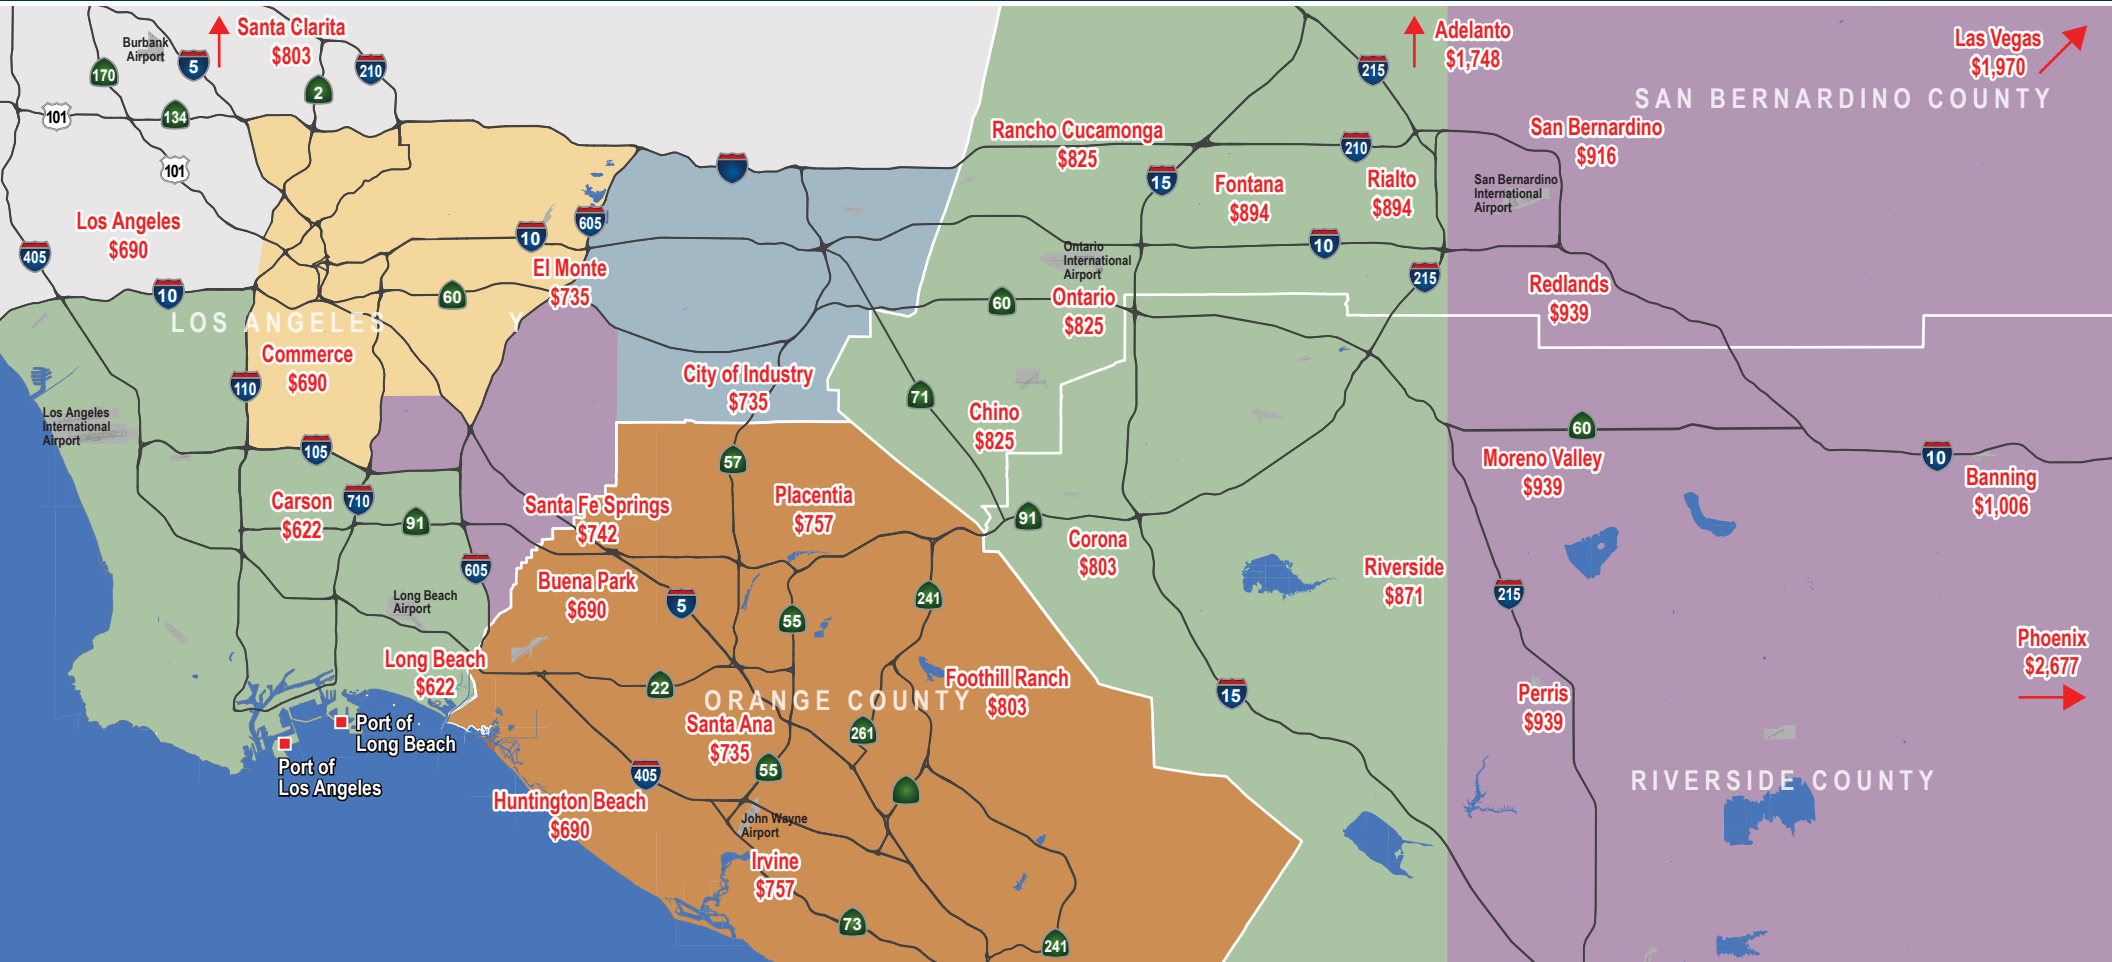 Santa Clarita
$803
Adelanto
$1,748
Las Vegas
$1,970
Burbank
Airport
170
5
2
210
215
101
134
SAN BERNARDINO COUNTY
Rancho Cucamonga
$825
210
San Bernardino
$916
101
15
Fontana
$894
Rialto
$894
San Bernardino
International
Airport
Los Angeles
$690
405
605
10
10
Ontario
International
Airport
215
El Monte
$735
10
60
60
Ontario
$825
Redlands
$939
LOS ANGELES
Y
Commerce
$690
110
City of Industry
$735
71
Chino
$825
Los Angeles
International
Airport
105
57
60
Moreno Valley
$939
10
Banning
$1,006
Carson
$622
710
91
Santa Fe Springs
$742
Placentia
$757
91
Corona
$803
605
Buena Park
$690
5
55
241
Riverside
$871
215
Long Beach
Airport
Phoenix
$2,677
Long Beach
$622
22
ORANGE COUNTY
Foothill Ranch
$803
15
Perris
$939
Port of
Long Beach
Port of
Los Angeles
Santa Ana
$735
261
55
405
RIVERSIDE COUNTY
Huntington Beach
$690
John Wayne
Airport
Irvine
$757
73
241